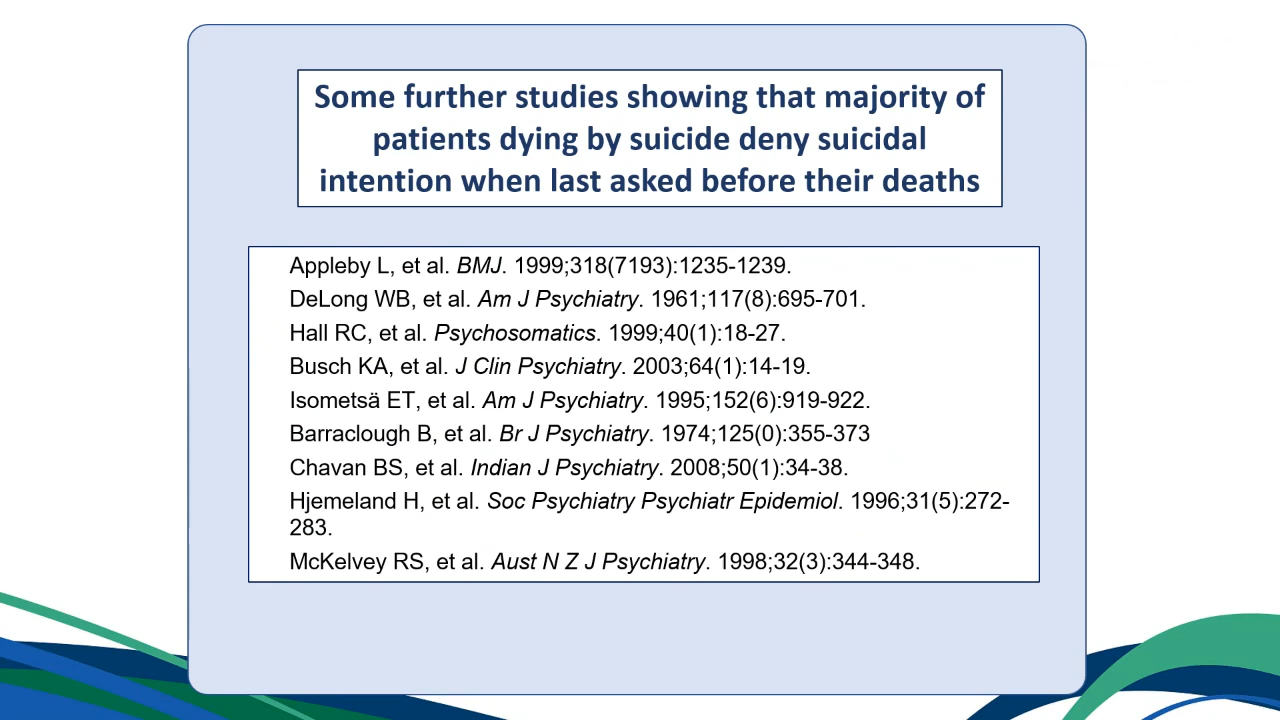 Some further studies showing that majority of
patients dying by suicide deny suicidal
intention when last asked before their deaths
Appleby L, et al. BMJ. 1999;318(7193):1235-1239.
DeLong WB, et al. Am J Psychiatry. 1961;117(8):695-701.
Hall RC, et al. Psychosomatics. 1999;40(1):18-27.
Busch KA, et al. J Clin Psychiatry. 2003;64(1):14-19.
Isometsä ET, et al. Am J Psychiatry. 1995;152(6):919-922.
Barraclough B, et al. Br J Psychiatry. 1974;125(0):355-373
Chavan BS, et al. Indian J Psychiatry. 2008;50(1):34-38.
Hjemeland H, et al. Soc Psychiatry Psychiatr Epidemiol. 1996;31(5):272-
283.
McKelvey RS, et al. Aust N Z J Psychiatry. 1998;32(3):344-348.